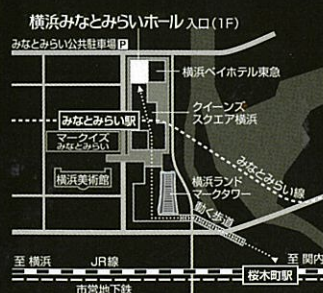 横浜みなとみらいホール 入口(1F)
みなとみらい公共駐車場 P
横浜ベイホテル東急
クイーンズ
スクエア横浜
みなとみらい駅
マークイズ
みなとみらい
みなとみらい線
横浜美術館
横浜ランド
マークタワー
動く歩道
至 横浜
JR線
至 関内
桜木町駅
市営地下鉄